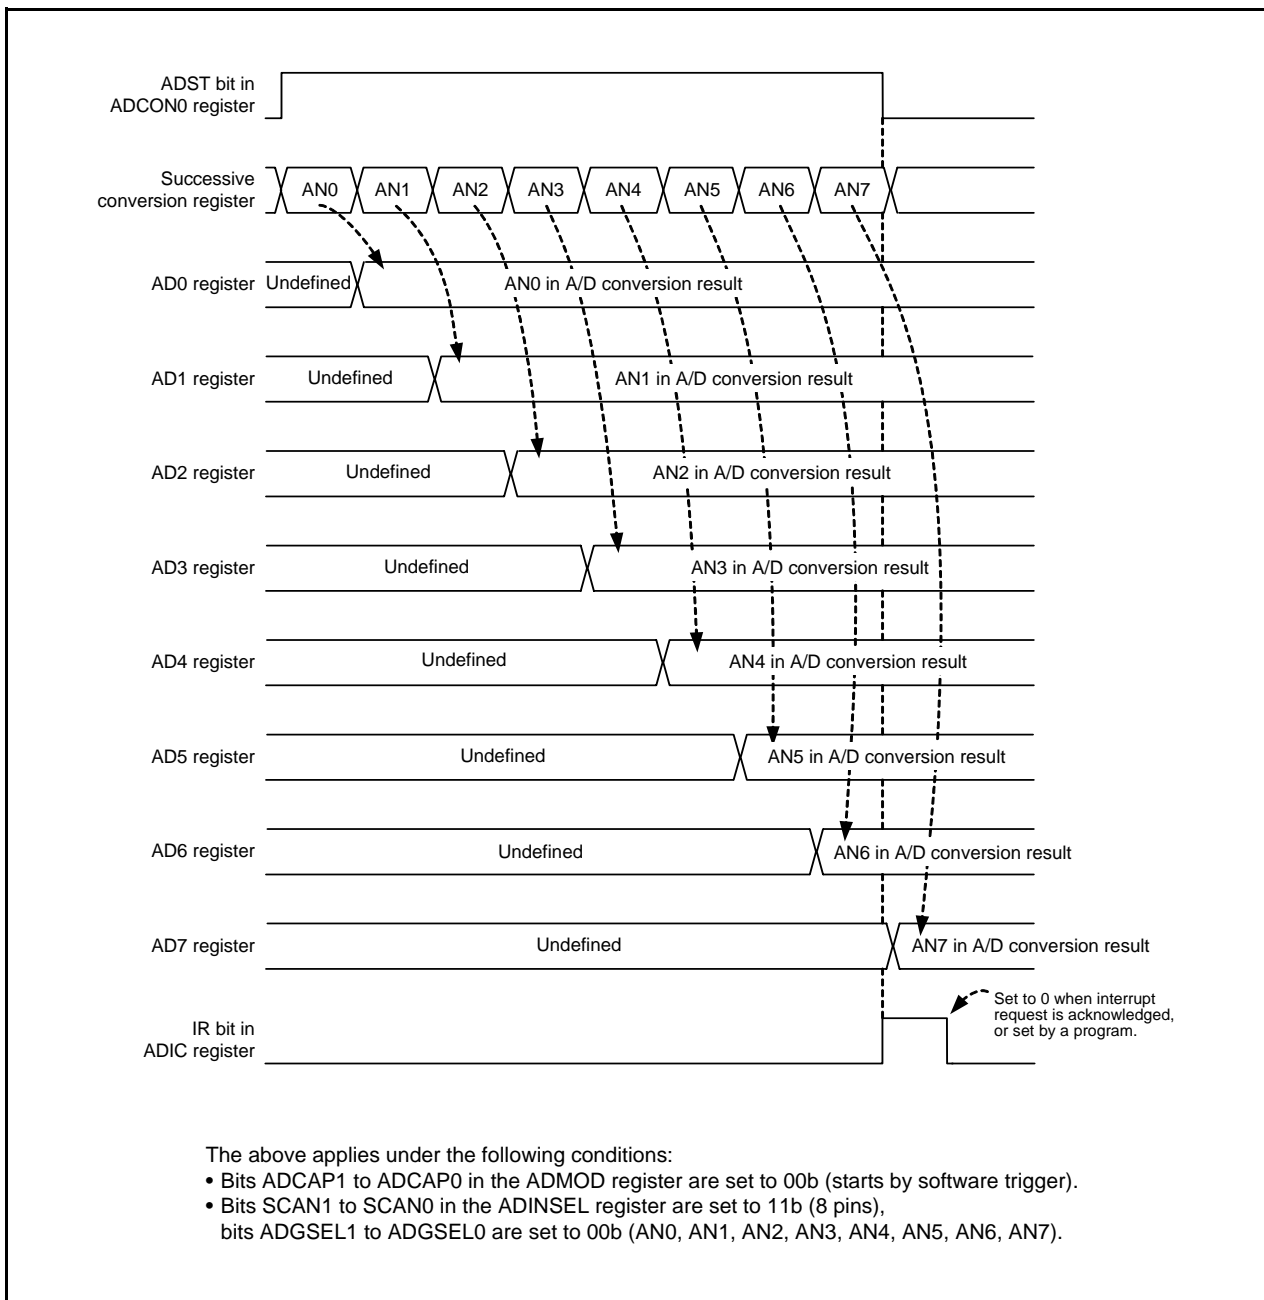 ADST bit in
ADCON0 register
Successive
conversion register
AN0 AN1 AN2 AN3 AN4 AN5 AN6 AN7
AD0 register Undefined AN0 in A/D conversion result
AD1 register Undefined AN1 in A/D conversion result
AD2 register Undefined AN2 in A/D conversion result
AD3 register Undefined AN3 in A/D conversion result
AD4 register Undefined AN4 in A/D conversion result
AD5 register Undefined AN5 in A/D conversion result
AD6 register Undefined AN6 in A/D conversion result
AD7 register Undefined AN7 in A/D conversion result
Set to 0 when interrupt
request is acknowledged,
or set by a program.
IR bit in
ADIC register
The above applies under the following conditions:
• Bits ADCAP1 to ADCAP0 in the ADMOD register are set to 00b (starts by software trigger).
• Bits SCAN1 to SCAN0 in the ADINSEL register are set to 11b (8 pins),
bits ADGSEL1 to ADGSEL0 are set to 00b (AN0, AN1, AN2, AN3, AN4, AN5, AN6, AN7).